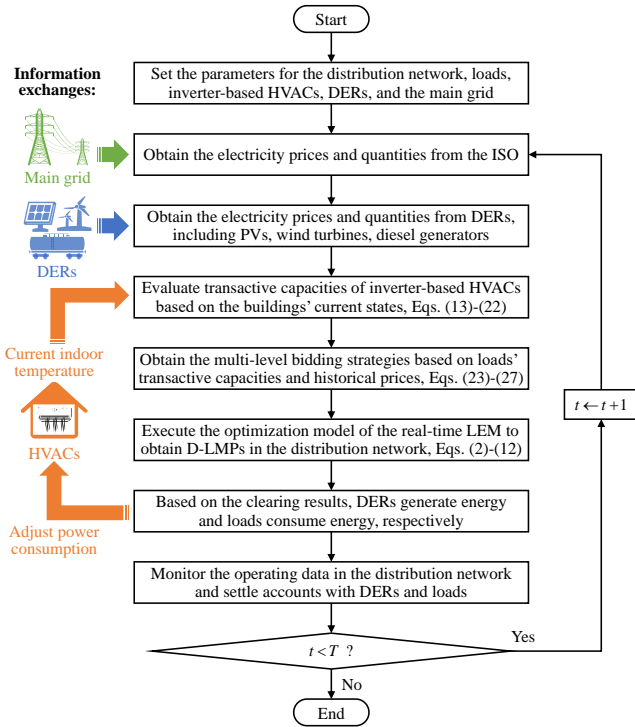 Start
Information
exchanges:
Set the parameters for the distribution network, loads,
inverter-based HVACs, DERs, and the main grid
Main grid
Obtain the electricity prices and quantities from the ISO
DERs
Obtain the electricity prices and quantities from DERs,
including PVs, wind turbines, diesel generators
Evaluate transactive capacities of inverter-based HVACs
based on the buildings' current states, Eqs. (13)-(22)
Current indoor
temperature
Obtain the multi-level bidding strategies based on loads'
transactive capacities and historical prices, Eqs. (23)-(27)
t ← t+1
HVACs
Execute the optimization model of the real-time LEM to
obtain D-LMPs in the distribution network, Eqs. (2)-(12)
Adjust power
consumption
Based on the clearing results, DERs generate energy
and loads consume energy, respectively
Monitor the operating data in the distribution network
and settle accounts with DERs and loads
t < T ?
Yes
No
End